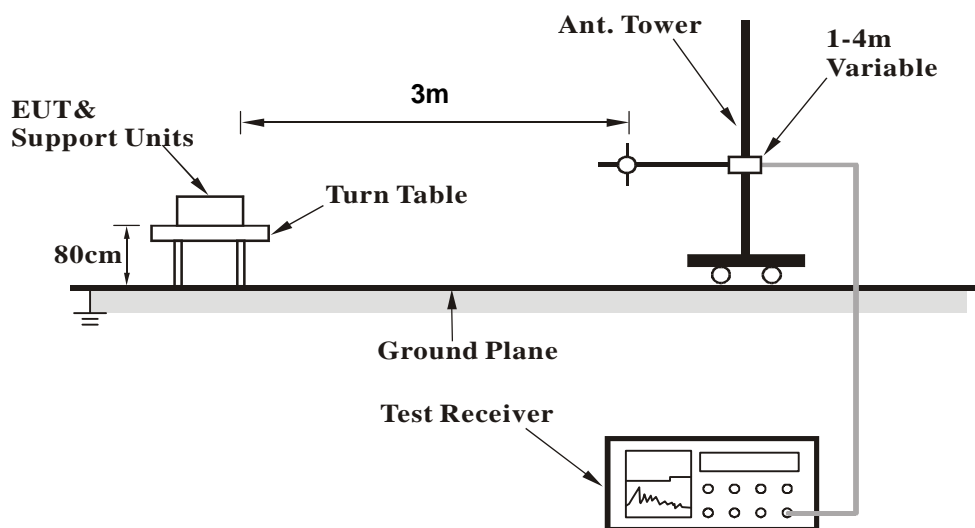 Ant. Tower
1-4m
Variable
3m
EUT&
Support Units
Turn Table
80cm
Ground Plane
Test Receiver